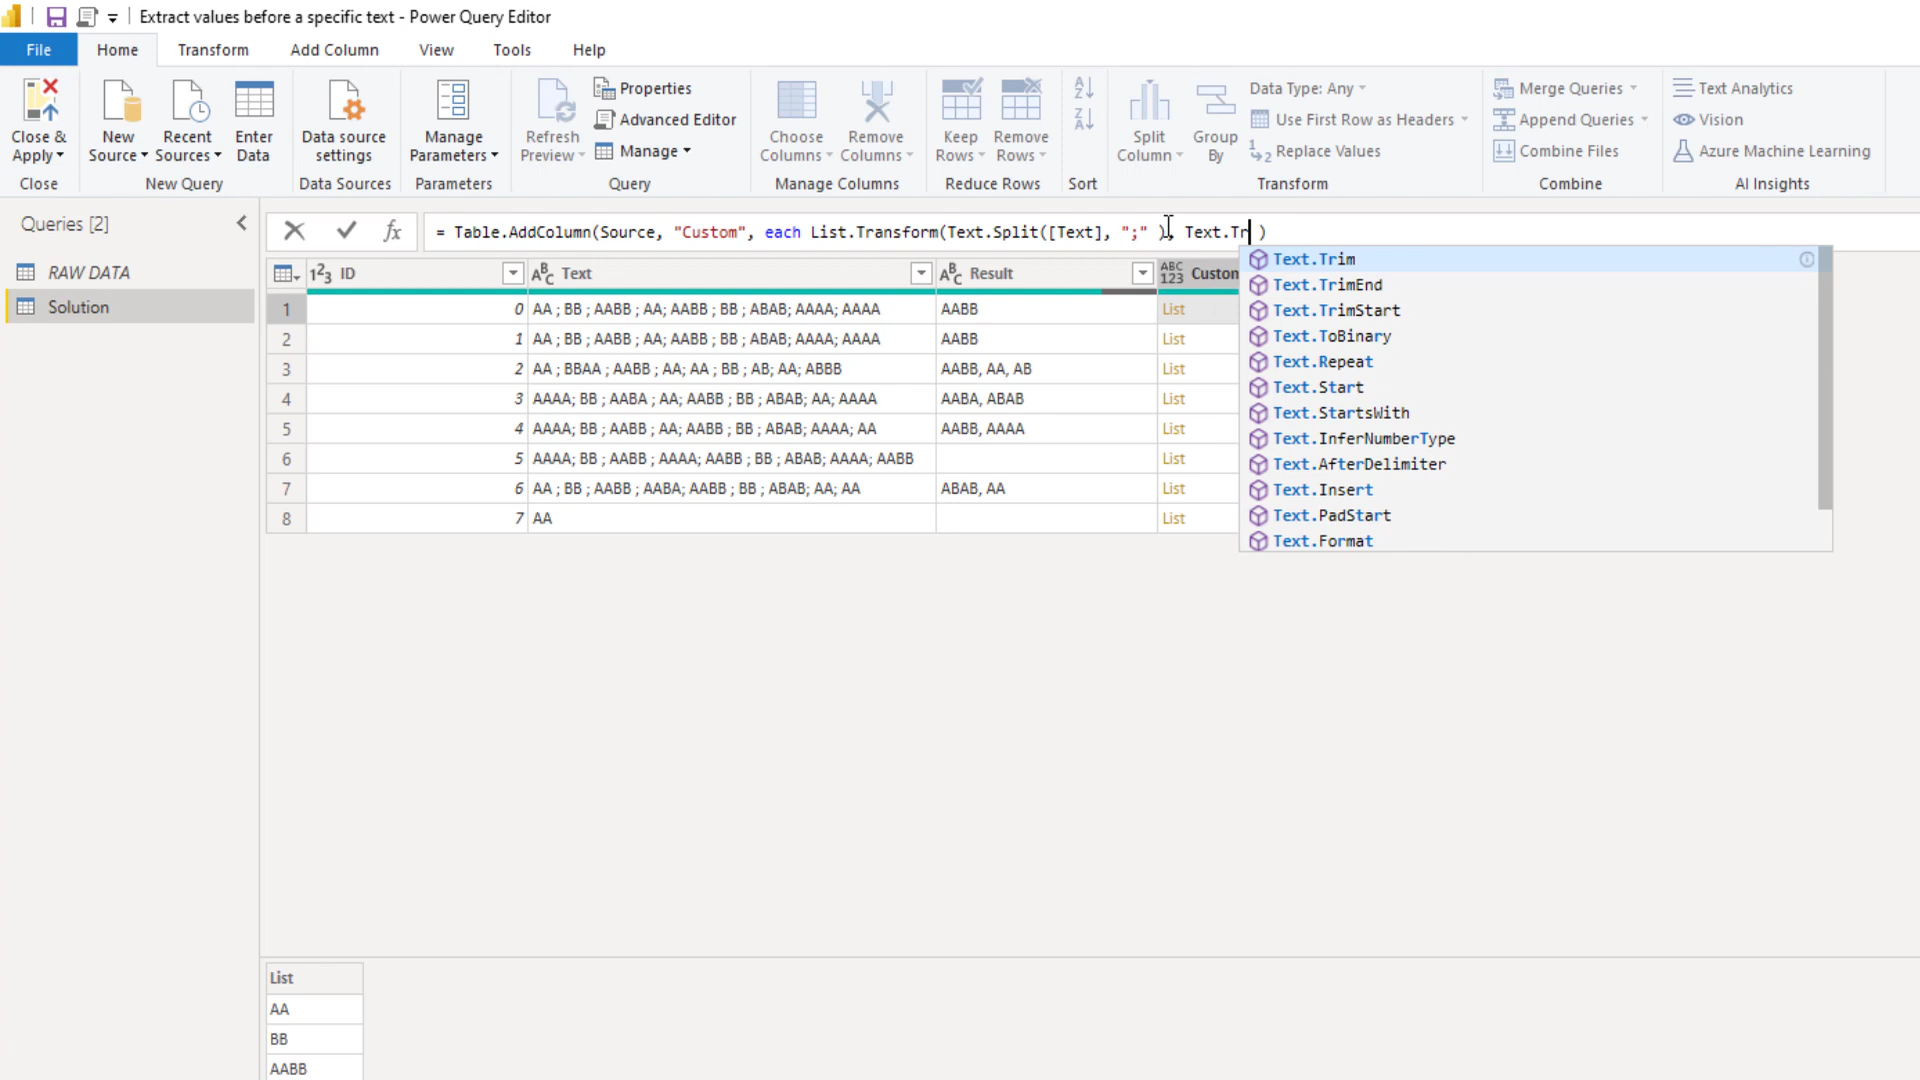 Extract values before a specific text - Power Query Editor
File Home Transform Add Column View Tools Help
Close & Apply
New Source
Recent Sources
Enter Data
Data source settings
Manage Parameters
Refresh Preview
Properties
Advanced Editor
Manage
Choose Columns
Remove Columns
Keep Rows
Remove Rows
A Z
Z A
Split Column
Group By
Data Type: Any
Use First Row as Headers
1 2 Replace Values
Merge Queries
Append Queries
Combine Files
Text Analytics
Vision
Azure Machine Learning
Close New Query Data Sources Parameters Query Manage Columns Reduce Rows Sort Transform Combine AI Insights
Queries [2]
RAW DATA
Solution
fx = Table.AddColumn(Source, "Custom", each List.Transform(Text.Split([Text], ";" ), Text.Tr )
1 2 3 ID ABC Text ABC Result ABC 123 Custom
1 0 AA ; BB ; AABB ; AA; AABB ; BB ; ABAB; AAAA; AAAA AABB List
2 1 AA ; BB ; AABB ; AA; AABB ; BB ; ABAB; AAAA; AAAA AABB List
3 2 AA ; BBAA ; AABB ; AA; AA ; BB ; AB; AA; ABBB AABB, AA, AB List
4 3 AAAA; BB ; AABA ; AA; AABB ; BB ; ABAB; AA; AAAA AABA, ABAB List
5 4 AAAA; BB ; AABB ; AA; AABB ; BB ; ABAB; AAAA; AA AABB, AAAA List
6 5 AAAA; BB ; AABB ; AAAA; AABB ; BB ; ABAB; AAAA; AABB List
7 6 AA ; BB ; AABB ; AABA; AABB ; BB ; ABAB; AA; AA ABAB, AA List
8 7 AA List
Text.Trim
Text.TrimEnd
Text.TrimStart
Text.ToBinary
Text.Repeat
Text.Start
Text.StartsWith
Text.InferNumberType
Text.AfterDelimiter
Text.Insert
Text.PadStart
Text.Format
List
AA
BB
AABB